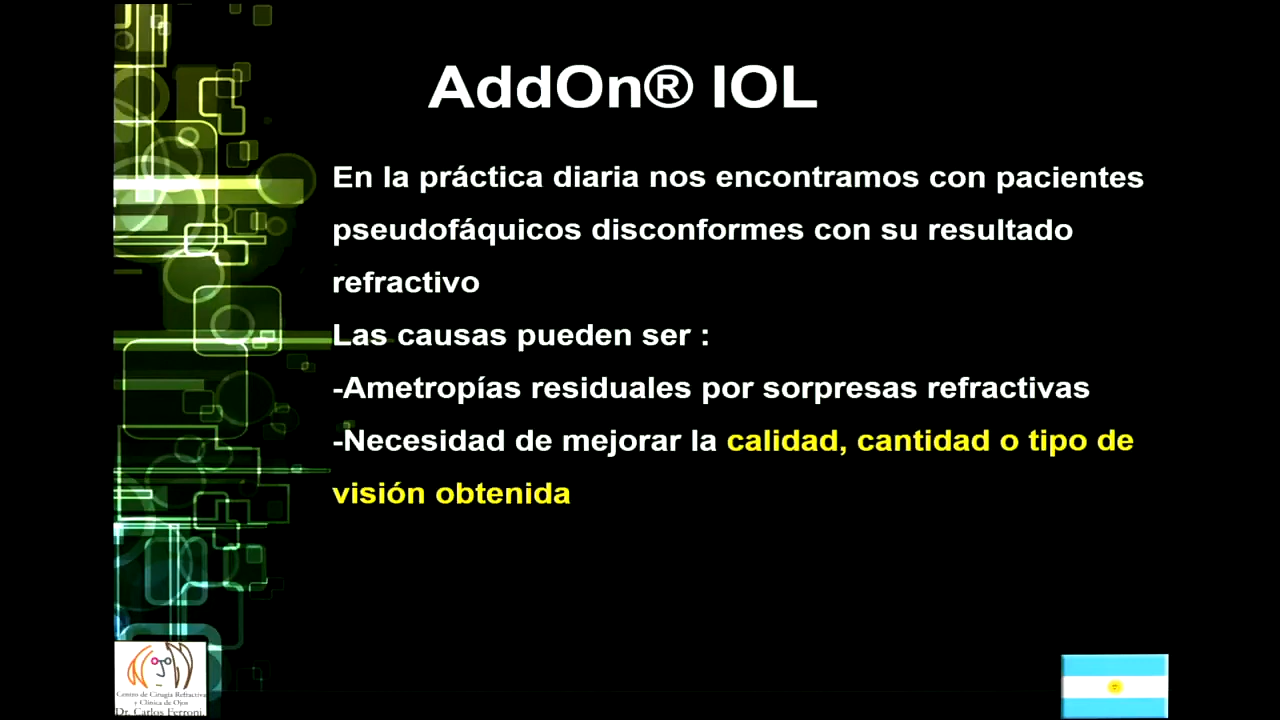 AddOn® IOL
En la práctica diaria nos encontramos con pacientes
pseudofáquicos disconformes con su resultado
refractivo
Las causas pueden ser :
-Ametropías residuales por sorpresas refractivas
-Necesidad de mejorar la calidad, cantidad o tipo de
visión obtenida
Centro de Cirugía Refractiva
y Clínica de Ojos
Dr. Carlos Ferroni.